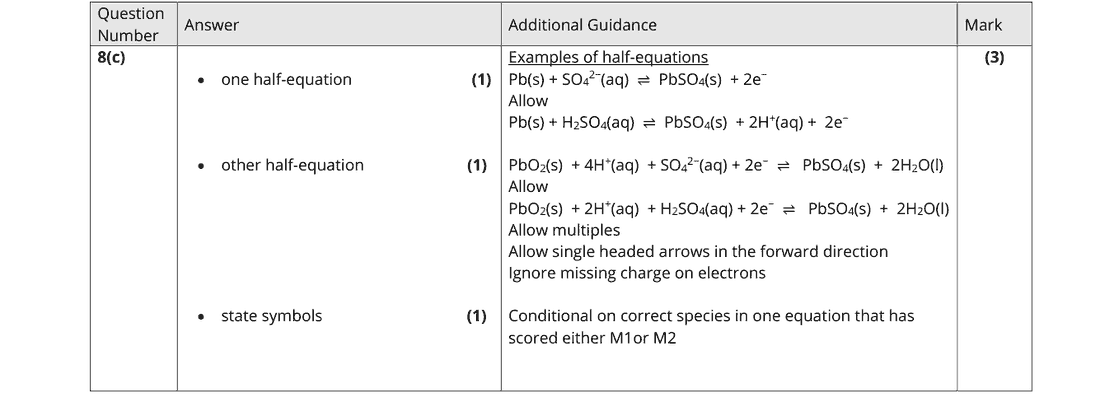 Question Number Answer Additional Guidance Mark
8(c) Examples of half-equations (3)
• one half-equation (1) Pb(s) + SO₄²⁻(aq) ⇌ PbSO₄(s) + 2e⁻
Allow
Pb(s) + H₂SO₄(aq) ⇌ PbSO₄(s) + 2H⁺(aq) + 2e⁻
• other half-equation (1) PbO₂(s) + 4H⁺(aq) + SO₄²⁻(aq) + 2e⁻ ⇌ PbSO₄(s) + 2H₂O(l)
Allow
PbO₂(s) + 2H⁺(aq) + H₂SO₄(aq) + 2e⁻ ⇌ PbSO₄(s) + 2H₂O(l)
Allow multiples
Allow single headed arrows in the forward direction
Ignore missing charge on electrons
• state symbols (1) Conditional on correct species in one equation that has
scored either M1or M2